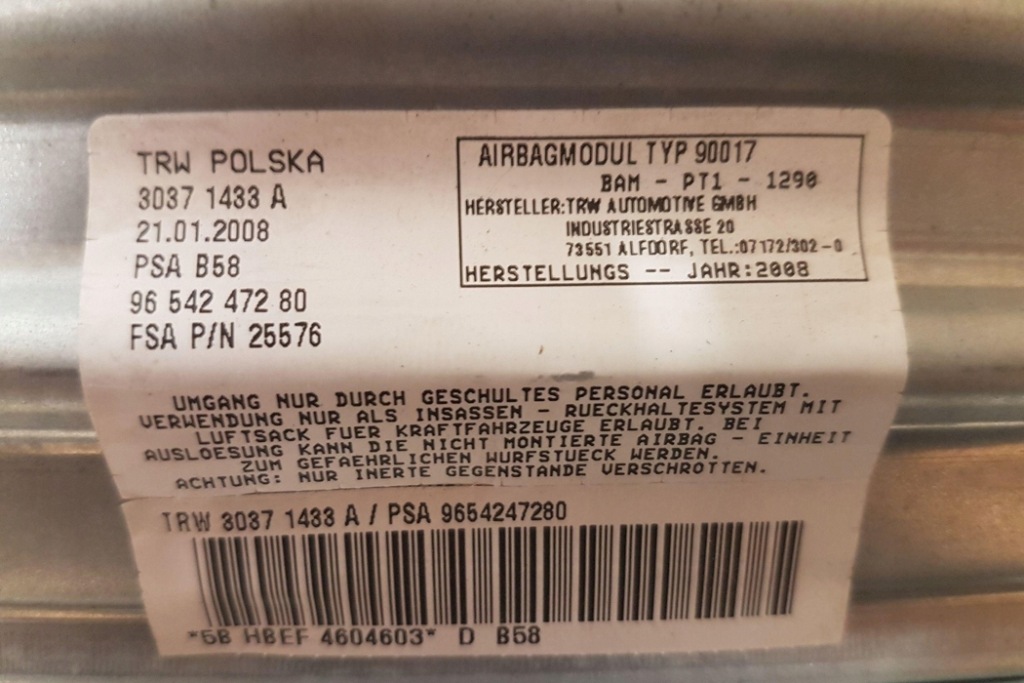 TRW POLSKA
3037 1433 A
21.01.2008
PSA B58
96 542 472 80
FSA P/N 25576
AIRBAGMODUL TYP 90017
BAM - PT1 - 1290
HERSTELLER:TRW AUTOMOTIVE GMBH
INDUSTRIESTRASSE 20
73551 ALFDORF, TEL.:07172/302-0
HERSTELLUNGS -- JAHR:2008
UMGANG NUR DURCH GESCHULTES PERSONAL ERLAUBT.
VERWENDUNG NUR ALS INSASSEN - RUECKHALTESYSTEM MIT
LUFTSACK FUER KRAFTFAHRZEUGE ERLAUBT. BEI
AUSLOESUNG KANN DIE NICHT MONTIERTE AIRBAG - EINHEIT
ZUM GEFAEHRLICHEN WURFSTUECK WERDEN.
ACHTUNG: NUR INERTE GEGENSTANDE VERSCHROTTEN.
TRW 3037 1433 A / PSA 9654247280
*5B HBEF 4604603* D B58